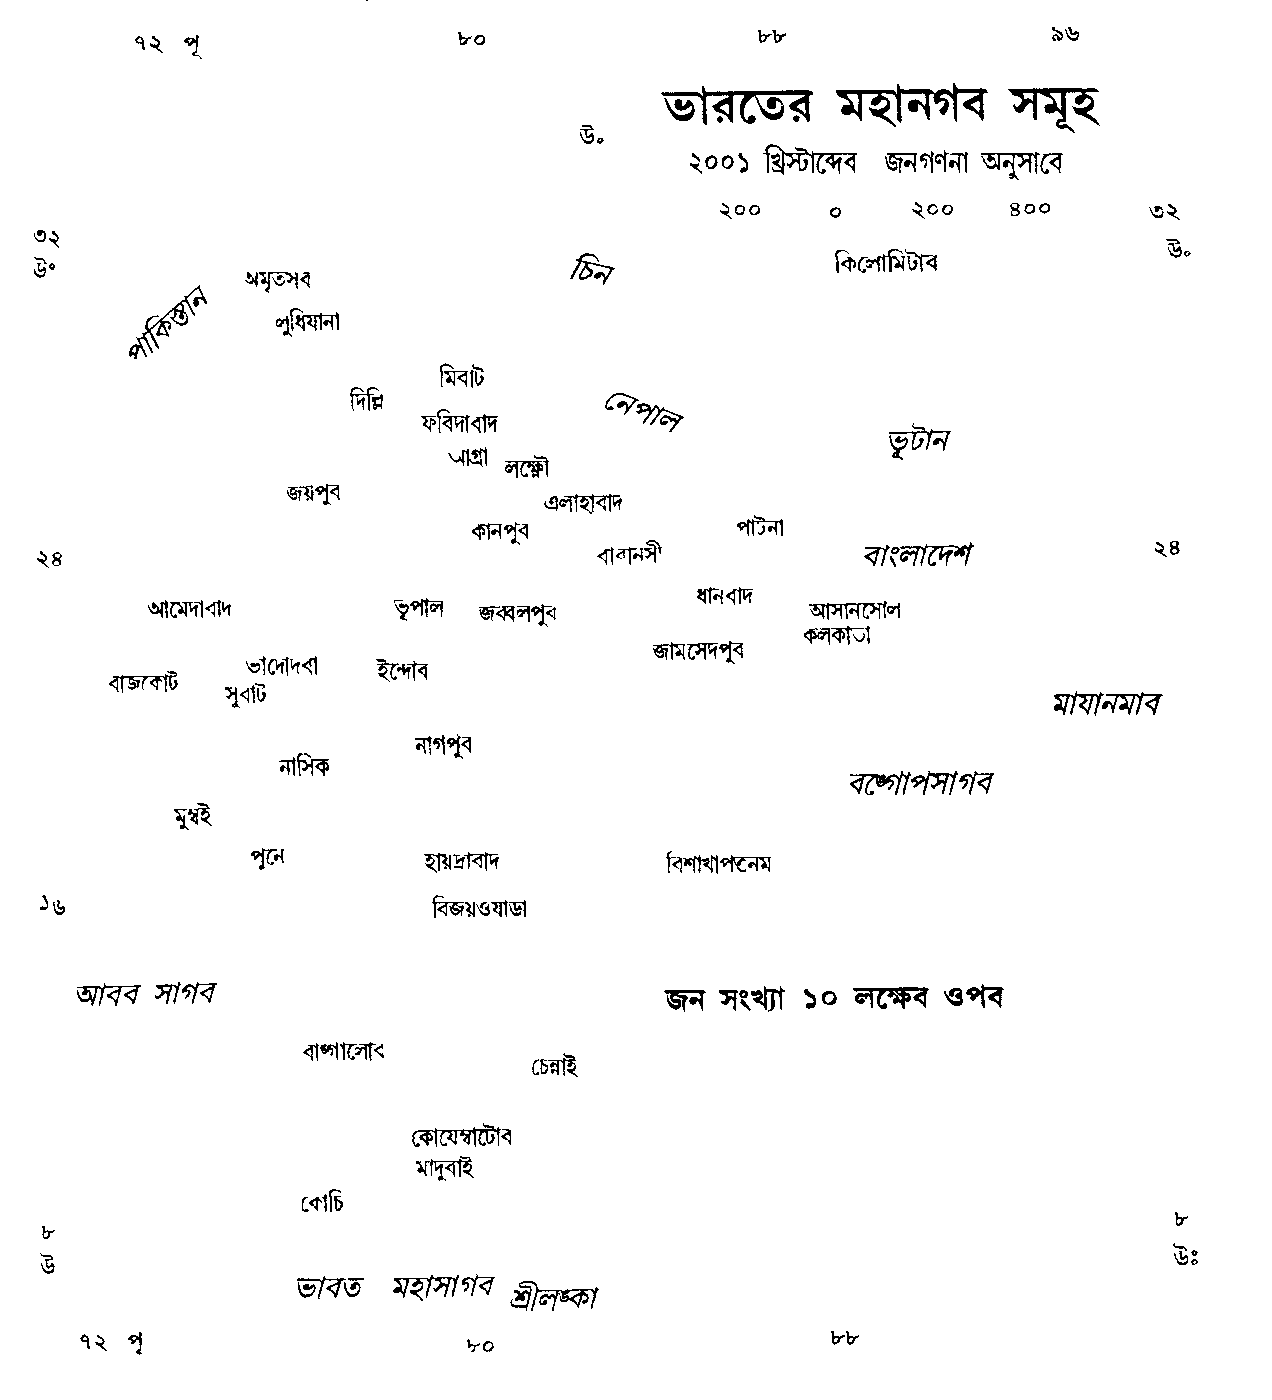 ৭২ পূ ৮০ ৮৮ ৯৬
ভারতের মহানগব সমূহ
উ°
২০০১ খ্রিস্টাব্দেব জনগণনা অনুসাবে
২০০ ০ ২০০ ৪০০ ৩২
৩২
উ° কিলোমিটাব উ°
চিন
অমৃতসব
পাকিস্তান
লুধিযানা
মিবাট
দিল্লি
নেপাল
ফবিদাবাদ
ভূটান
আগ্রা লক্ষ্ণৌ
জয়পুব
এলাহাবাদ
কানপুব পাটনা
বাবানসী
২৪ বাংলাদেশ ২৪
ধানবাদ
আমেদাবাদ ভূপাল জব্বলপুব আসানসোল
কলকাতা
জামসেদপুব
ভাদোদবা ইন্দোব
বাজকোট
সুবাট
মাযানমাব
নাগপুব
নাসিক
বঙ্গোপসাগব
মুম্বই
পুনে হায়দ্রাবাদ বিশাখাপত্তনম
১৬ বিজয়ওযাডা
আবব সাগব
জন সংখ্যা ১০ লক্ষেব ওপব
বাঙ্গালোব
চেন্নাই
কোযেম্বাটোব
মাদুবাই
কোচি
৮ ৮
উ উঃ
ভাবত মহাসাগব শ্রীলঙ্কা
৭২ পূ ৮০ ৮৮